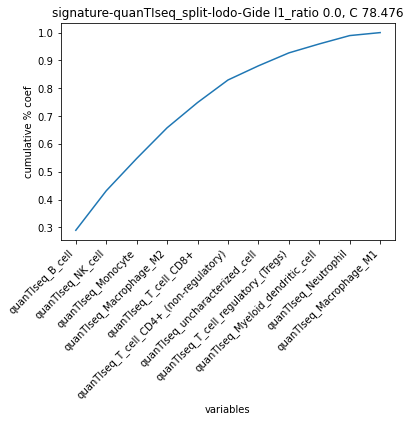 signature-quanTIseq_split-lodo-Gide l1_ratio 0.0, C 78.476
cumulative % coef
1.0
0.9
0.8
0.7
0.6
0.5
0.4
0.3
quanTIseq_B_cell
quanTIseq_NK_cell
quanTIseq_Monocyte
quanTIseq_Macrophage_M2
quanTIseq_T_cell_CD8+
quanTIseq_T_cell_CD4+_(non-regulatory)
quanTIseq_uncharacterized_cell
quanTIseq_T_cell_regulatory_(Tregs)
quanTIseq_Myeloid_dendritic_cell
quanTIseq_Neutrophil
quanTIseq_Macrophage_M1
variables